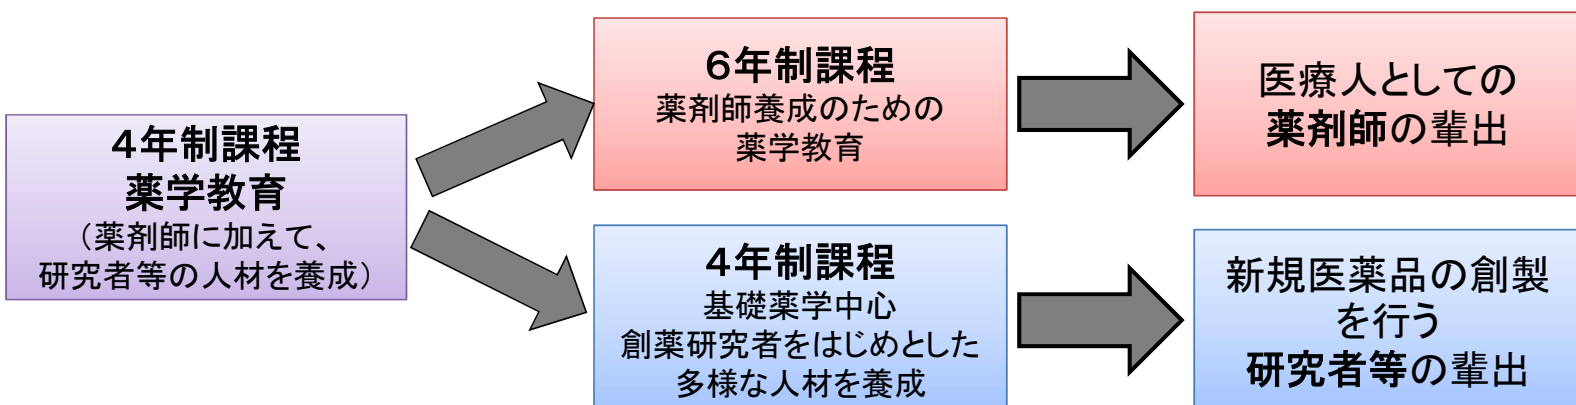 4年制課程
薬学教育
（薬剤師に加えて、
研究者等の人材を養成）
6年制課程
薬剤師養成のための
薬学教育
医療人としての
薬剤師の輩出
4年制課程
基礎薬学中心
創薬研究者をはじめとした
多様な人材を養成
新規医薬品の創製
を行う
研究者等の輩出